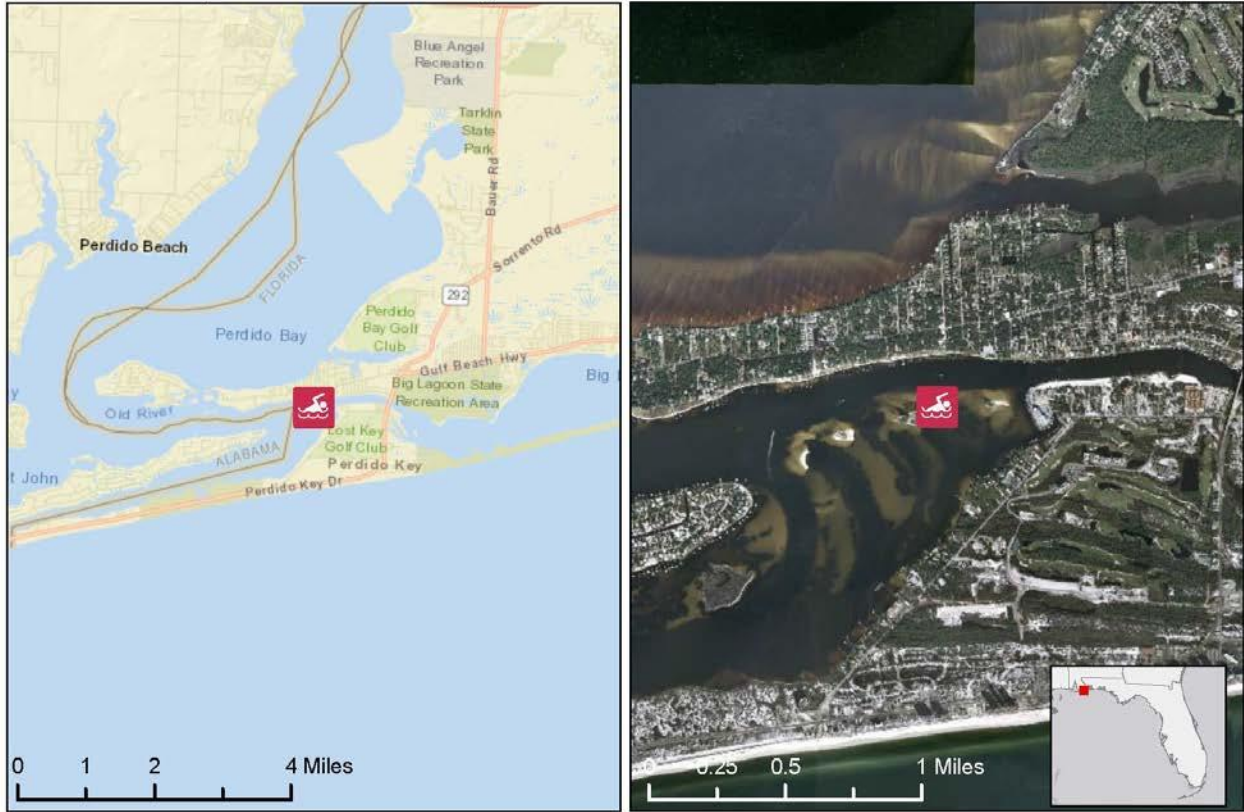 Blue Angel
Recreation
Park
Tarklin
State
Park
Bauer Rd
Perdido Beach
Sorrento Rd
FLORIDA
292
Perdido Bay
Perdido
Bay Golf
Club
Gulf Beach Hwy
Big Lagoon State
Recreation Area
Big
Old River
Lost Key
Golf Club
ALABAMA
Perdido Key
t John
Perdido Key Dr
y
0 1 2 4 Miles
0 0.25 0.5 1 Miles